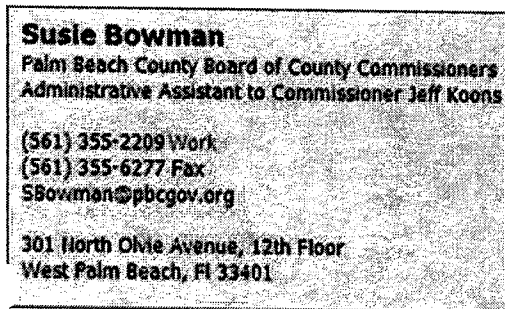 Susie Bowman
Palm Beach County Board of County Commissioners
Administrative Assistant to Commissioner Jeff Koons
(561) 355-2209 Work
(561) 355-6277 Fax
SBowman@pbcgov.org
301 North Olvie Avenue, 12th Floor
West Palm Beach, Fl 33401